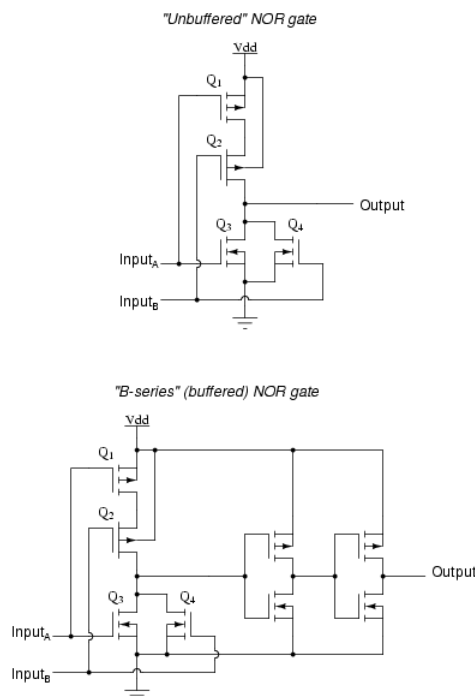 "Unbuffered" NOR gate
Vdd
Q1
Q2
Output
Q3 Q4
InputA
InputB
"B-series" (buffered) NOR gate
Vdd
Q1
Q2
Output
Q3 Q4
InputA
InputB